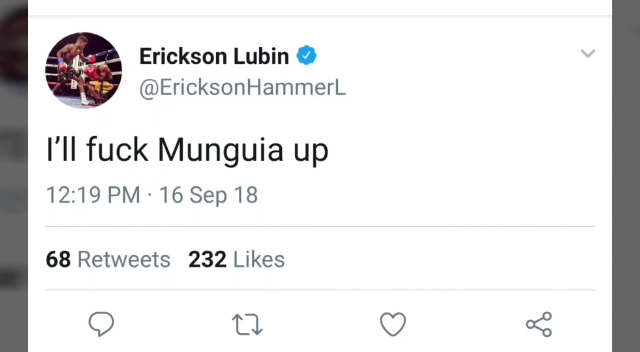 Erickson Lubin
@EricksonHammerL
I'll fuck Munguia up
12:19 PM · 16 Sep 18
68 Retweets 232 Likes